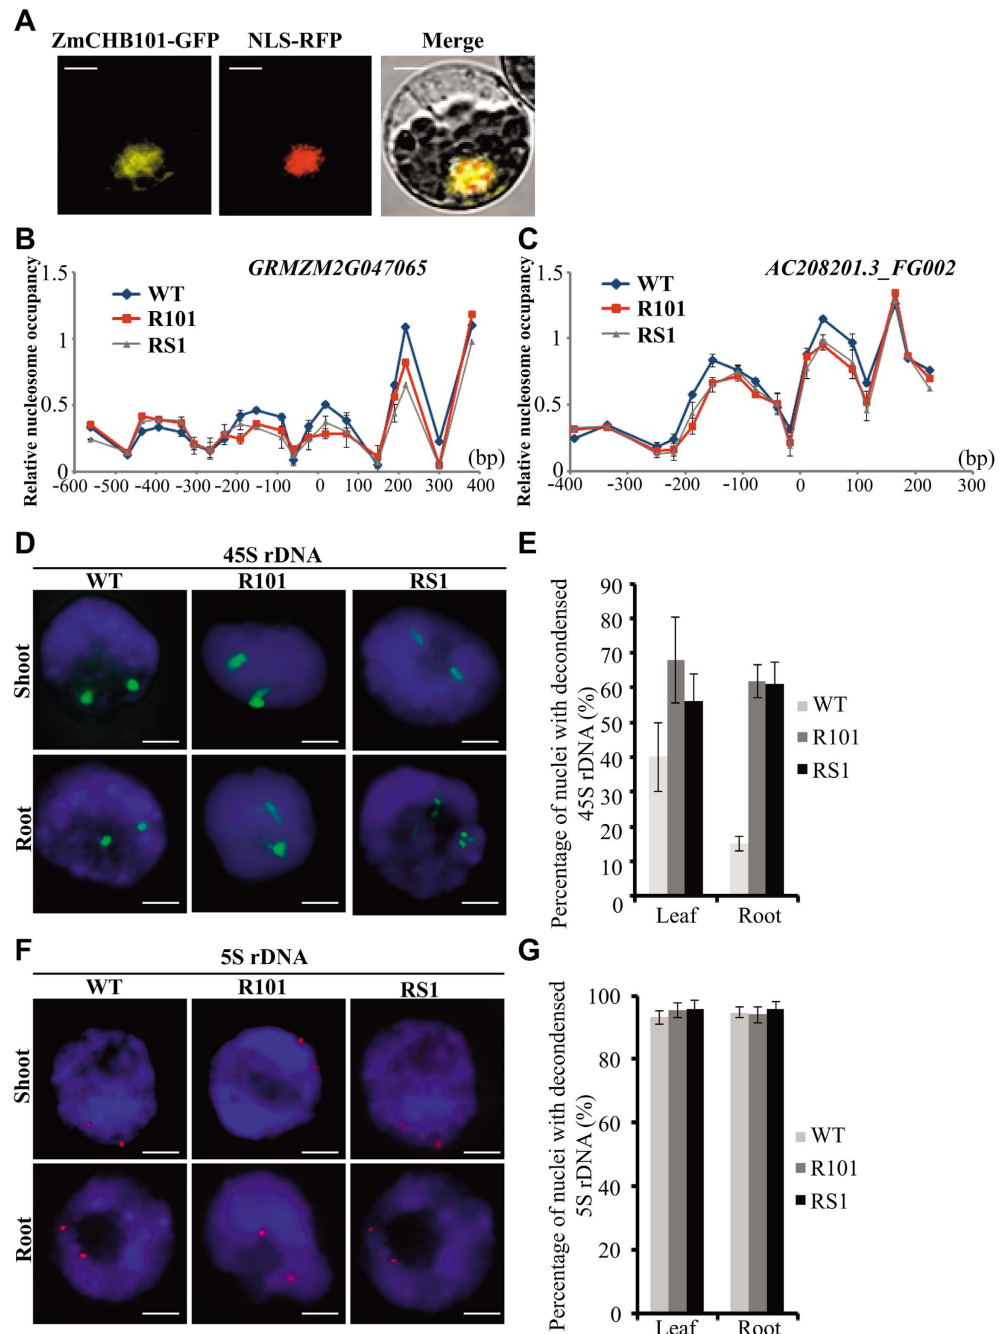 A
ZmCHB101-GFP NLS-RFP Merge
B
GRMZM2G047065
Relative nucleosome occupancy
1.5
1
0.5
0
WT
R101
RS1
(bp)
-600 -500 -400 -300 -200 -100 0 100 200 300 400
C
AC208201.3_FG002
Relative nucleosome occupancy
1.5
1
0.5
0
WT
R101
RS1
(bp)
-400 -300 -200 -100 0 100 200 300
D
45S rDNA
WT R101 RS1
Shoot
Root
E
Percentage of nuclei with decondensed
45S rDNA (%)
90
80
70
60
50
40
30
20
10
0
Leaf Root
WT
R101
RS1
F
5S rDNA
WT R101 RS1
Shoot
Root
G
Percentage of nuclei with decondensed
5S rDNA (%)
100
80
60
40
20
0
Leaf Root
WT
R101
RS1